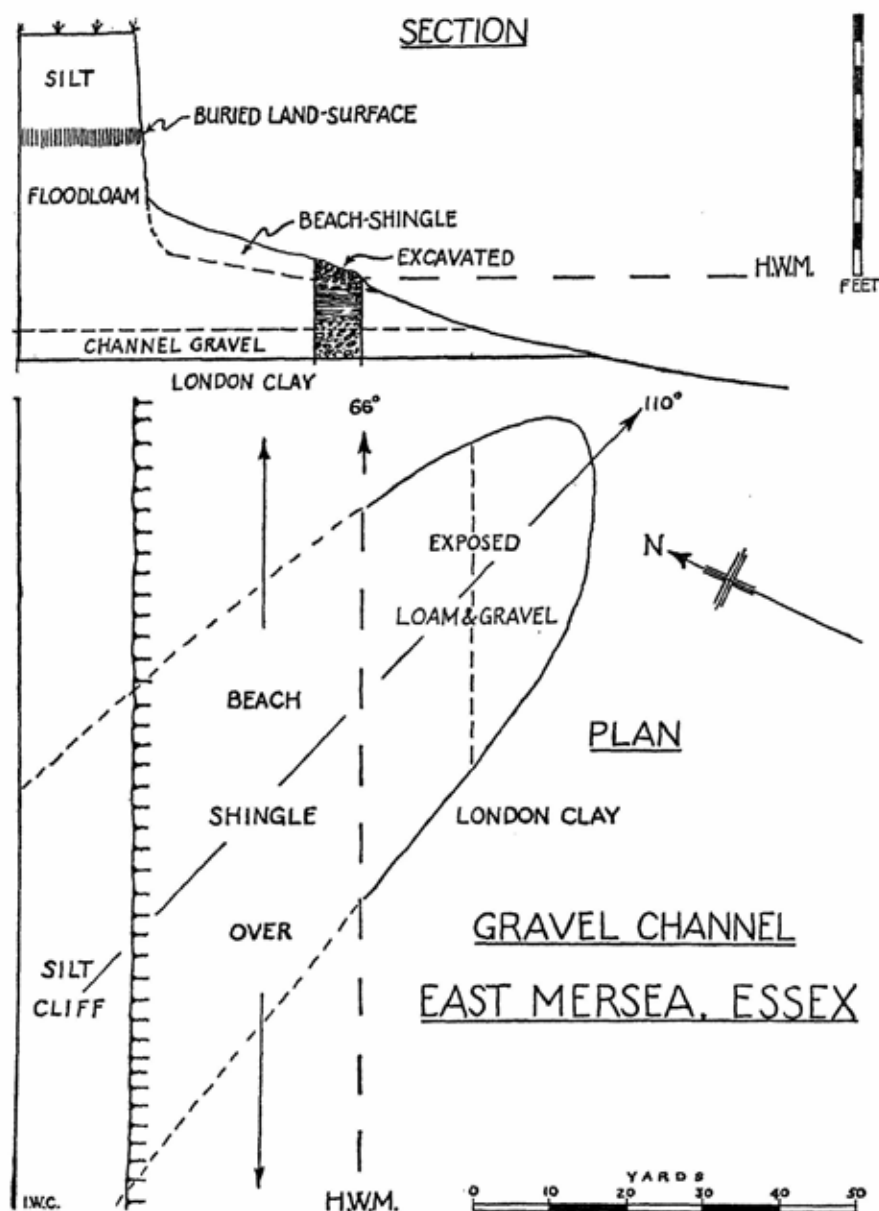 SECTION
SILT
BURIED LAND-SURFACE
FLOODLOAM
BEACH-SHINGLE
EXCAVATED
H.W.M.
FEET
CHANNEL GRAVEL
LONDON CLAY
66°
110°
EXPOSED
N
LOAM & GRAVEL
BEACH
PLAN
SHINGLE
LONDON CLAY
OVER
GRAVEL CHANNEL
SILT
CLIFF
EAST MERSEA, ESSEX
YARDS
I.W.C.
H.W.M.
0 10 20 30 40 50